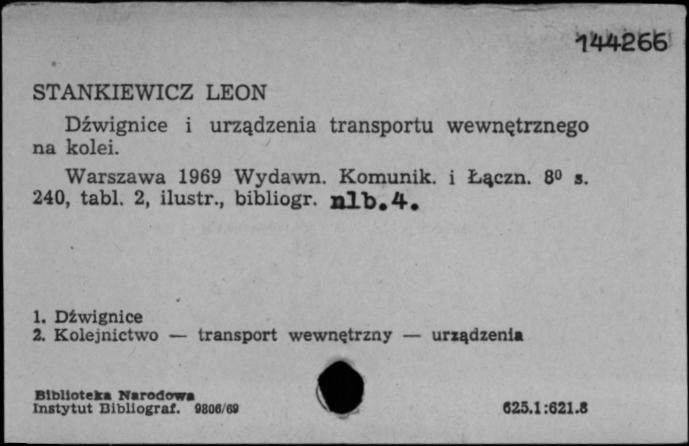 144266
STANKIEWICZ LEON
Dźwignice i urządzenia transportu wewnętrznego
na kolei.
Warszawa 1969 Wydawn. Komunik. i Łączn. 8⁰ s.
240, tabl. 2, ilustr., bibliogr. nlb.4.
1. Dźwignice
2. Kolejnictwo — transport wewnętrzny — urządzenia
Biblioteka Narodowa
Instytut Bibliograf. 9806/69
625.1:621.8